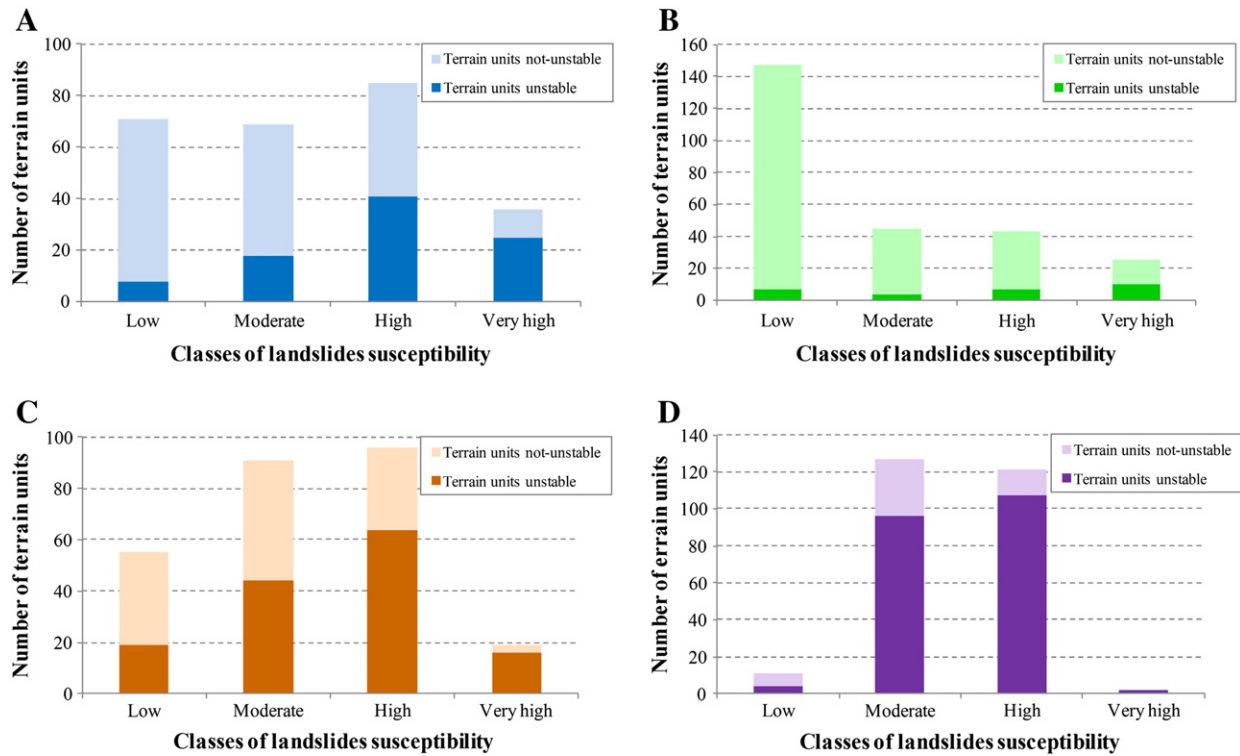 A
100
80
60
40
20
0
Number of terrain units
Terrain units not-unstable
Terrain units unstable
Low Moderate High Very high
Classes of landslides susceptibility
B
160
140
120
100
80
60
40
20
0
Number of terrain units
Terrain units not-unstable
Terrain units unstable
Low Moderate High Very high
Classes of landslides susceptibility
C
100
80
60
40
20
0
Number of terrain units
Terrain units not-unstable
Terrain units unstable
Low Moderate High Very high
Classes of landslides susceptibility
D
140
120
100
80
60
40
20
0
Number of errain units
Terrain units not-unstable
Terrain units unstable
Low Moderate High Very high
Classes of landslides susceptibility